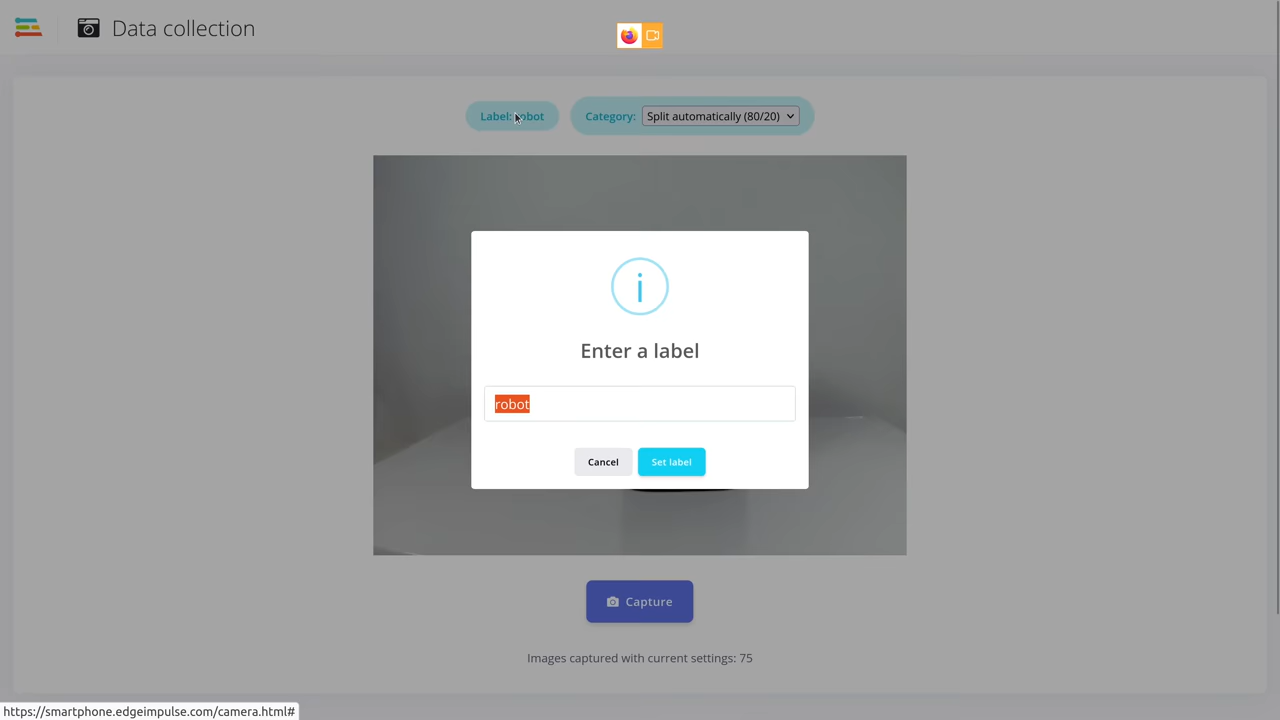 Data collection
Label: robot
Category: Split automatically (80/20)
i
Enter a label
robot
Cancel
Set label
Capture
Images captured with current settings: 75
https://smartphone.edgeimpulse.com/camera.html#